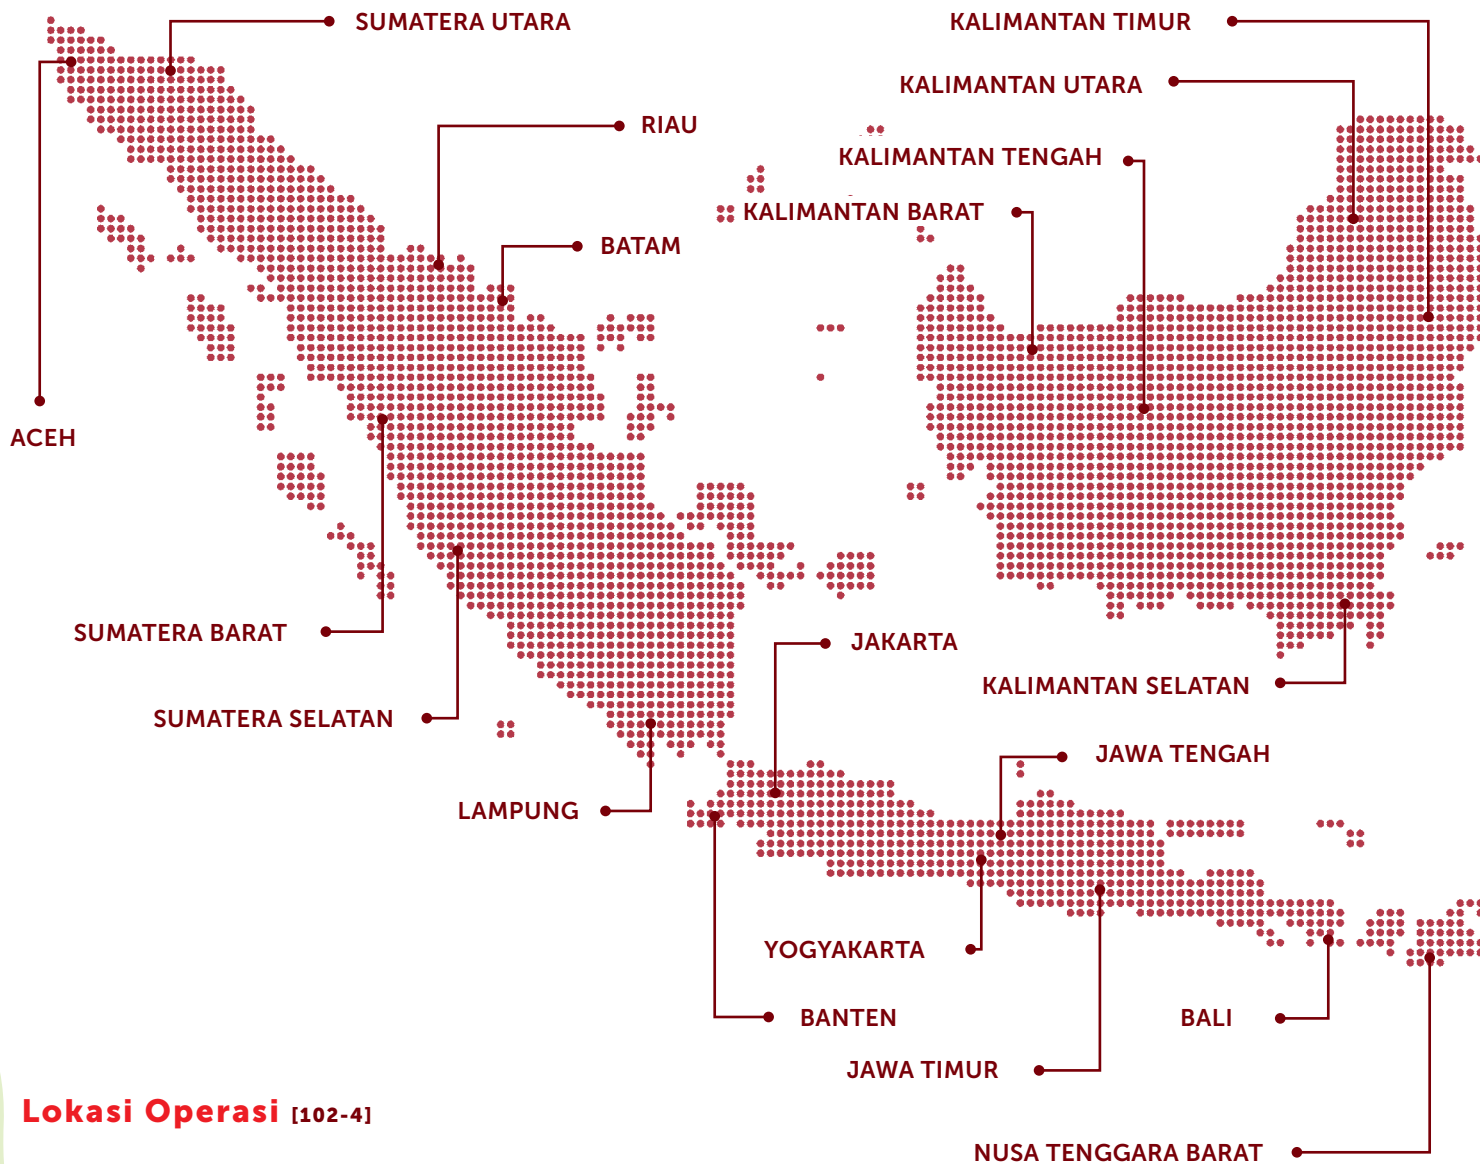 SUMATERA UTARA
KALIMANTAN TIMUR
KALIMANTAN UTARA
RIAU
KALIMANTAN TENGAH
KALIMANTAN BARAT
BATAM
ACEH
SUMATERA BARAT
JAKARTA
KALIMANTAN SELATAN
SUMATERA SELATAN
JAWA TENGAH
LAMPUNG
YOGYAKARTA
BANTEN
BALI
JAWA TIMUR
Lokasi Operasi [102-4]
NUSA TENGGARA BARAT